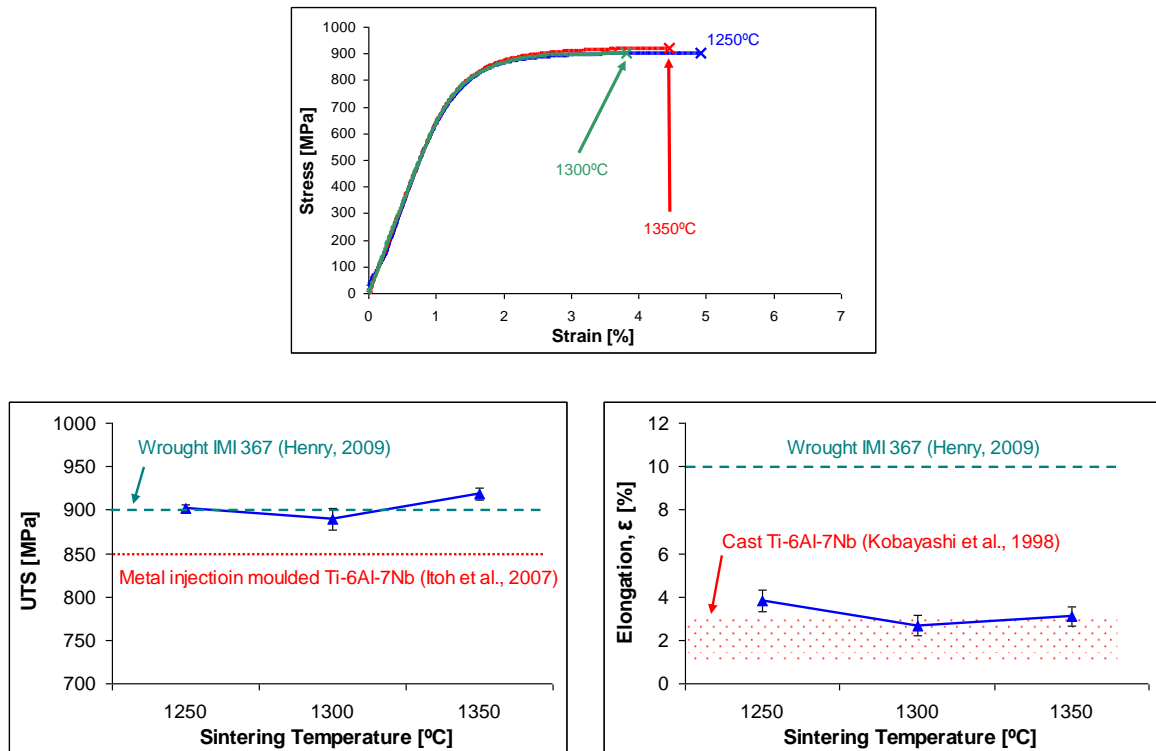 1000
900
800
700
600
500
400
300
200
100
0
Stress [MPa]
1250ºC
1300ºC
1350ºC
0 1 2 3 4 5 6 7
Strain [%]
1000
950
900
850
800
750
700
UTS [MPa]
Wrought IMI 367 (Henry, 2009)
Metal injectioin moulded Ti-6Al-7Nb (Itoh et al., 2007)
1250 1300 1350
Sintering Temperature [ºC]
12
10
8
6
4
2
0
Elongation, ε [%]
Wrought IMI 367 (Henry, 2009)
Cast Ti-6Al-7Nb (Kobayashi et al., 1998)
1250 1300 1350
Sintering Temperature [ºC]